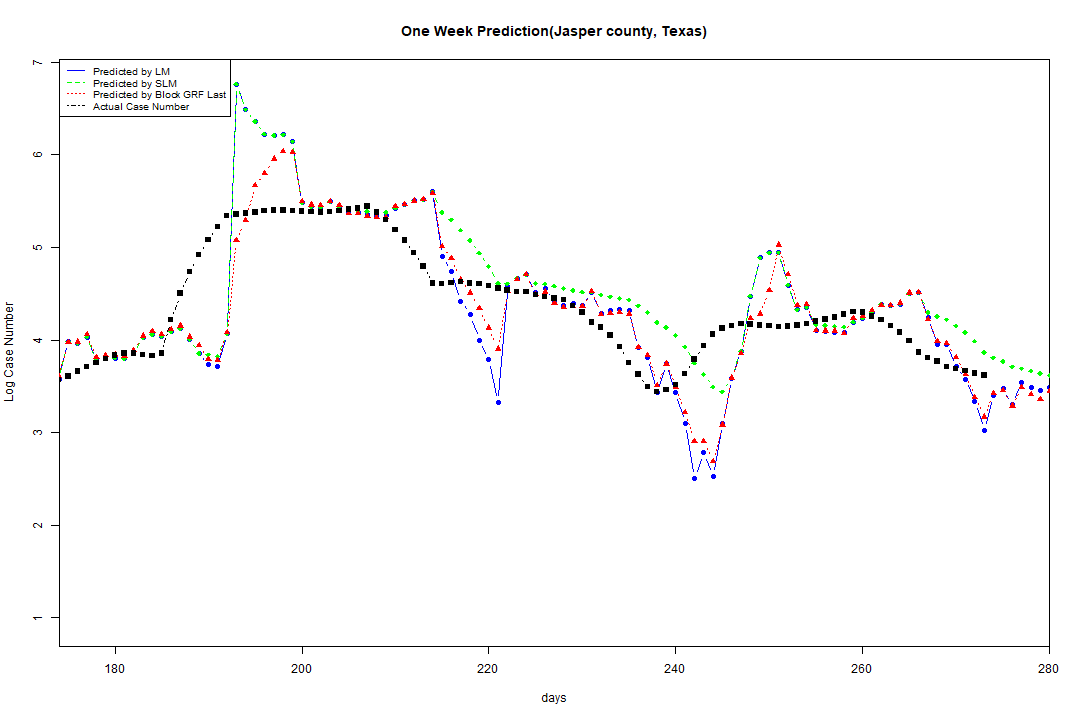 One Week Prediction(Jasper county, Texas)
Predicted by LM
Predicted by SLM
Predicted by Block GRF Last
Actual Case Number
7
6
5
4
3
2
1
Log Case Number
180 200 220 240 260 280
days